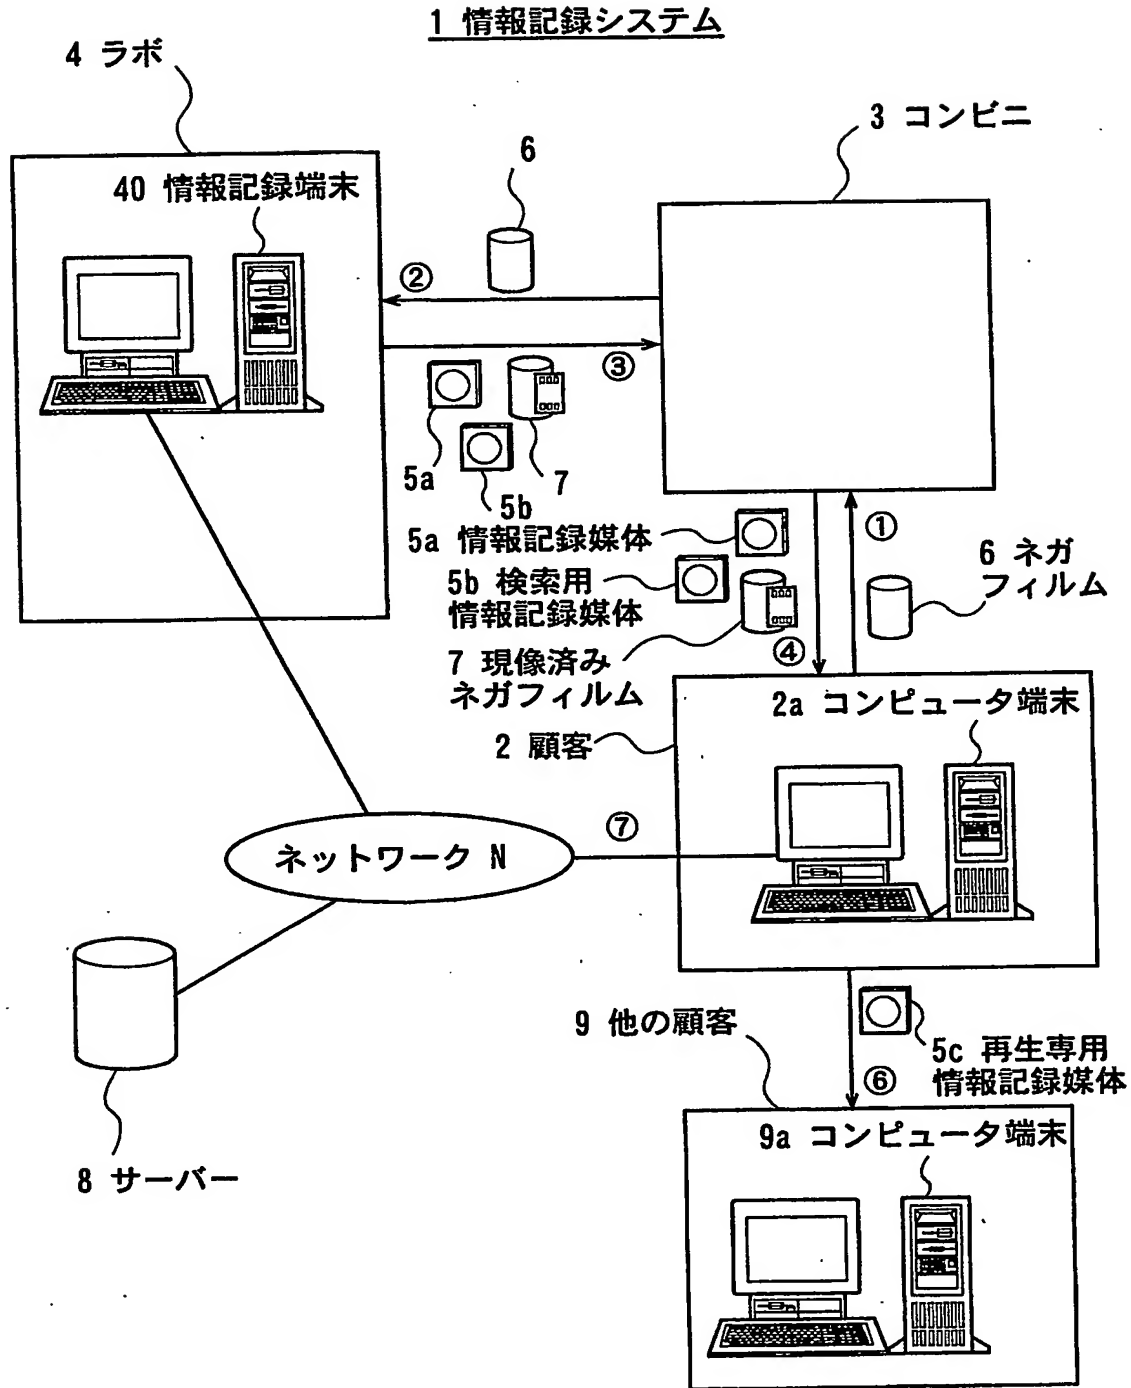 1 情報記録システム
4 ラボ
3 コンビニ
6
40 情報記録端末
②
③
5a
5b
7
5a 情報記録媒体
①
6 ネガ
フィルム
5b 検索用
情報記録媒体
7 現像済み
ネガフィルム
④
2a コンピュータ端末
2 顧客
⑦
ネットワーク N
9 他の顧客
5c 再生専用
情報記録媒体
⑥
9a コンピュータ端末
8 サーバー